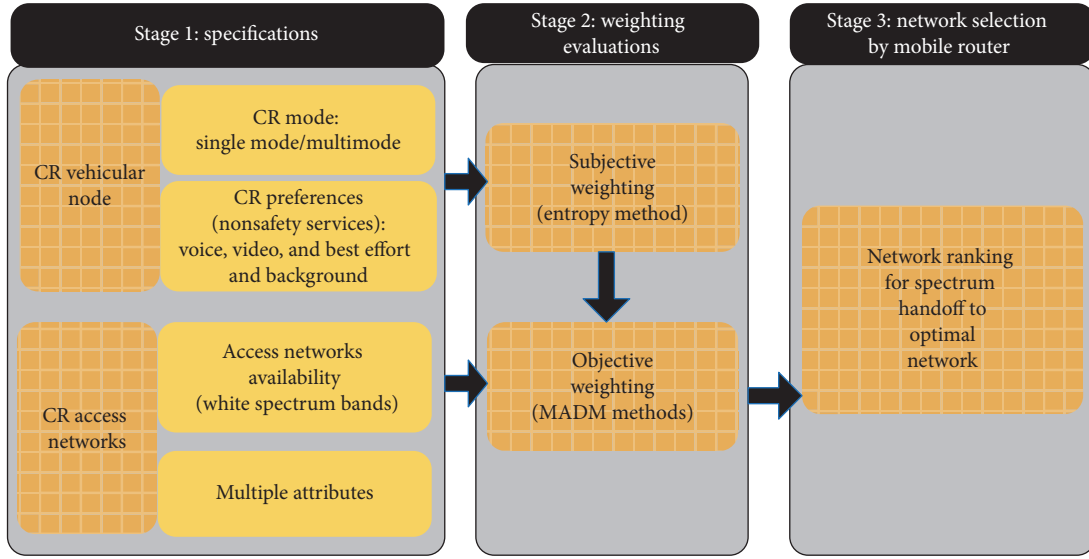 Stage 1: specifications
CR vehicular
node
CR mode:
single mode/multimode
CR preferences
(nonsafety services):
voice, video, and best effort
and background
CR access
networks
Access networks
availability
(white spectrum bands)
Multiple attributes
Stage 2: weighting
evaluations
Subjective
weighting
(entropy method)
Objective
weighting
(MADM methods)
Stage 3: network selection
by mobile router
Network ranking
for spectrum
handoff to
optimal
network